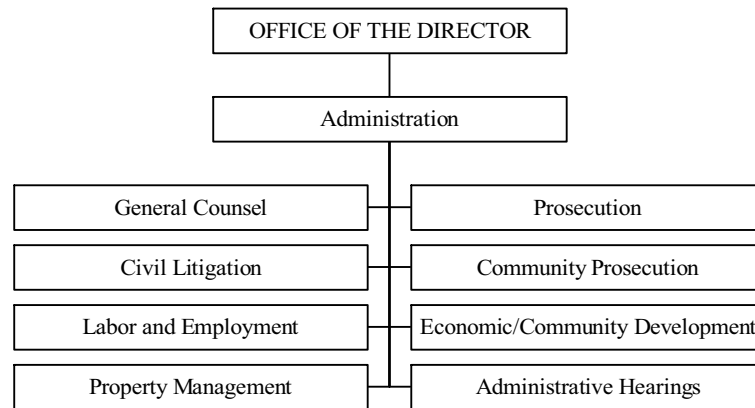 OFFICE OF THE DIRECTOR
Administration
General Counsel
Prosecution
Civil Litigation
Community Prosecution
Labor and Employment
Economic/Community Development
Property Management
Administrative Hearings